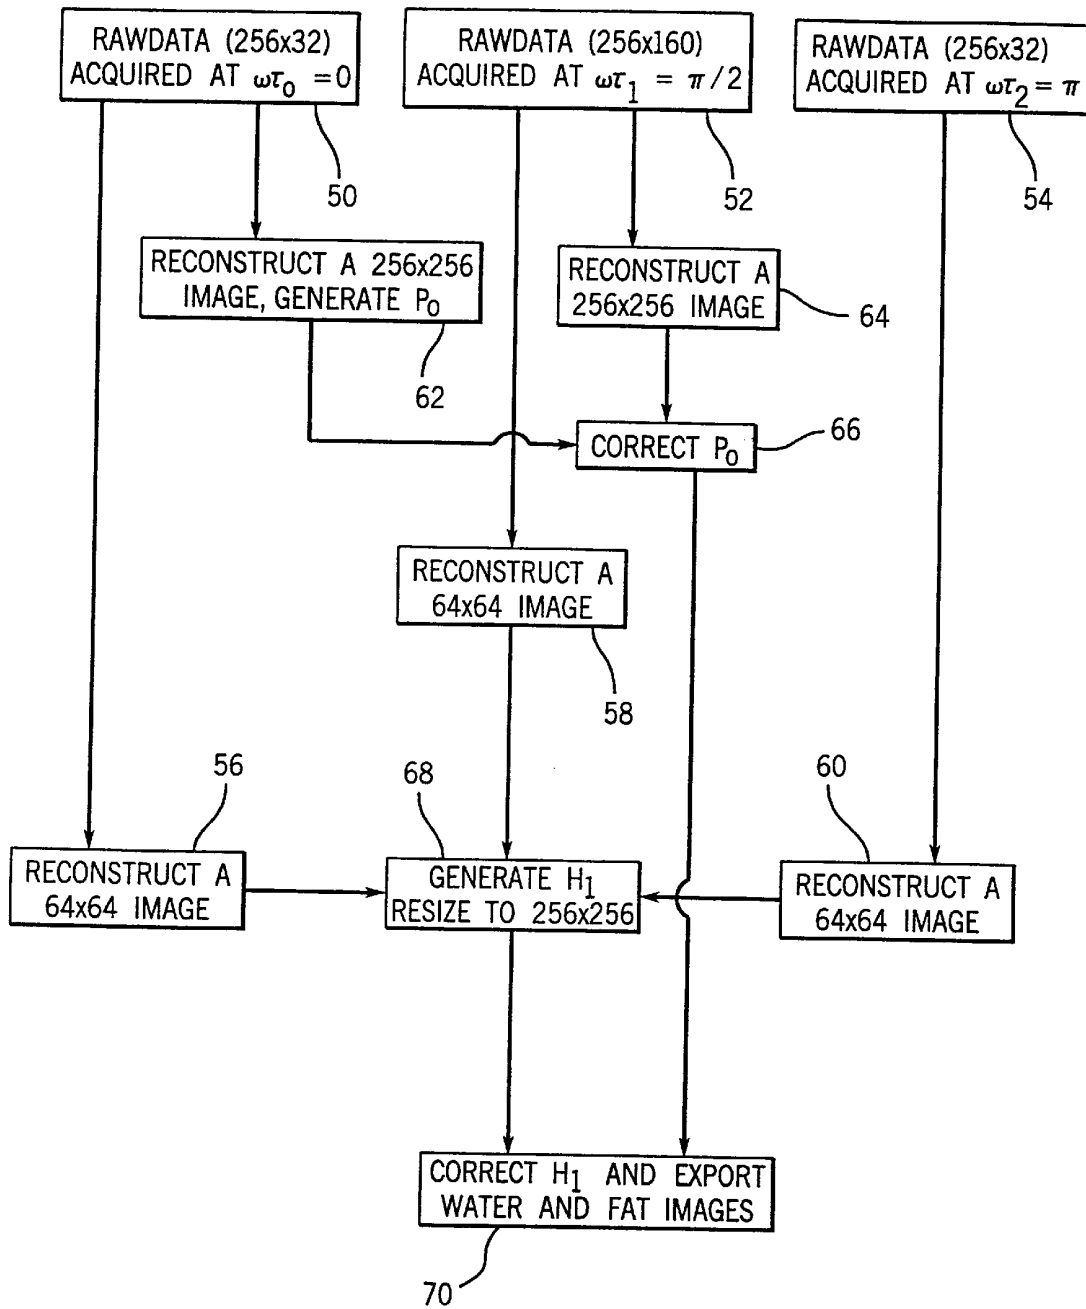 RAWDATA (256x32)
ACQUIRED AT ωτ₀ = 0
RAWDATA (256x160)
ACQUIRED AT ωτ₁ = π/2
RAWDATA (256x32)
ACQUIRED AT ωτ₂ = π
50
52
54
RECONSTRUCT A 256x256
IMAGE, GENERATE P₀
RECONSTRUCT A
256x256 IMAGE
64
62
66
CORRECT P₀
RECONSTRUCT A
64x64 IMAGE
58
56
68
60
RECONSTRUCT A
64x64 IMAGE
GENERATE H₁
RESIZE TO 256x256
RECONSTRUCT A
64x64 IMAGE
CORRECT H₁ AND EXPORT
WATER AND FAT IMAGES
70